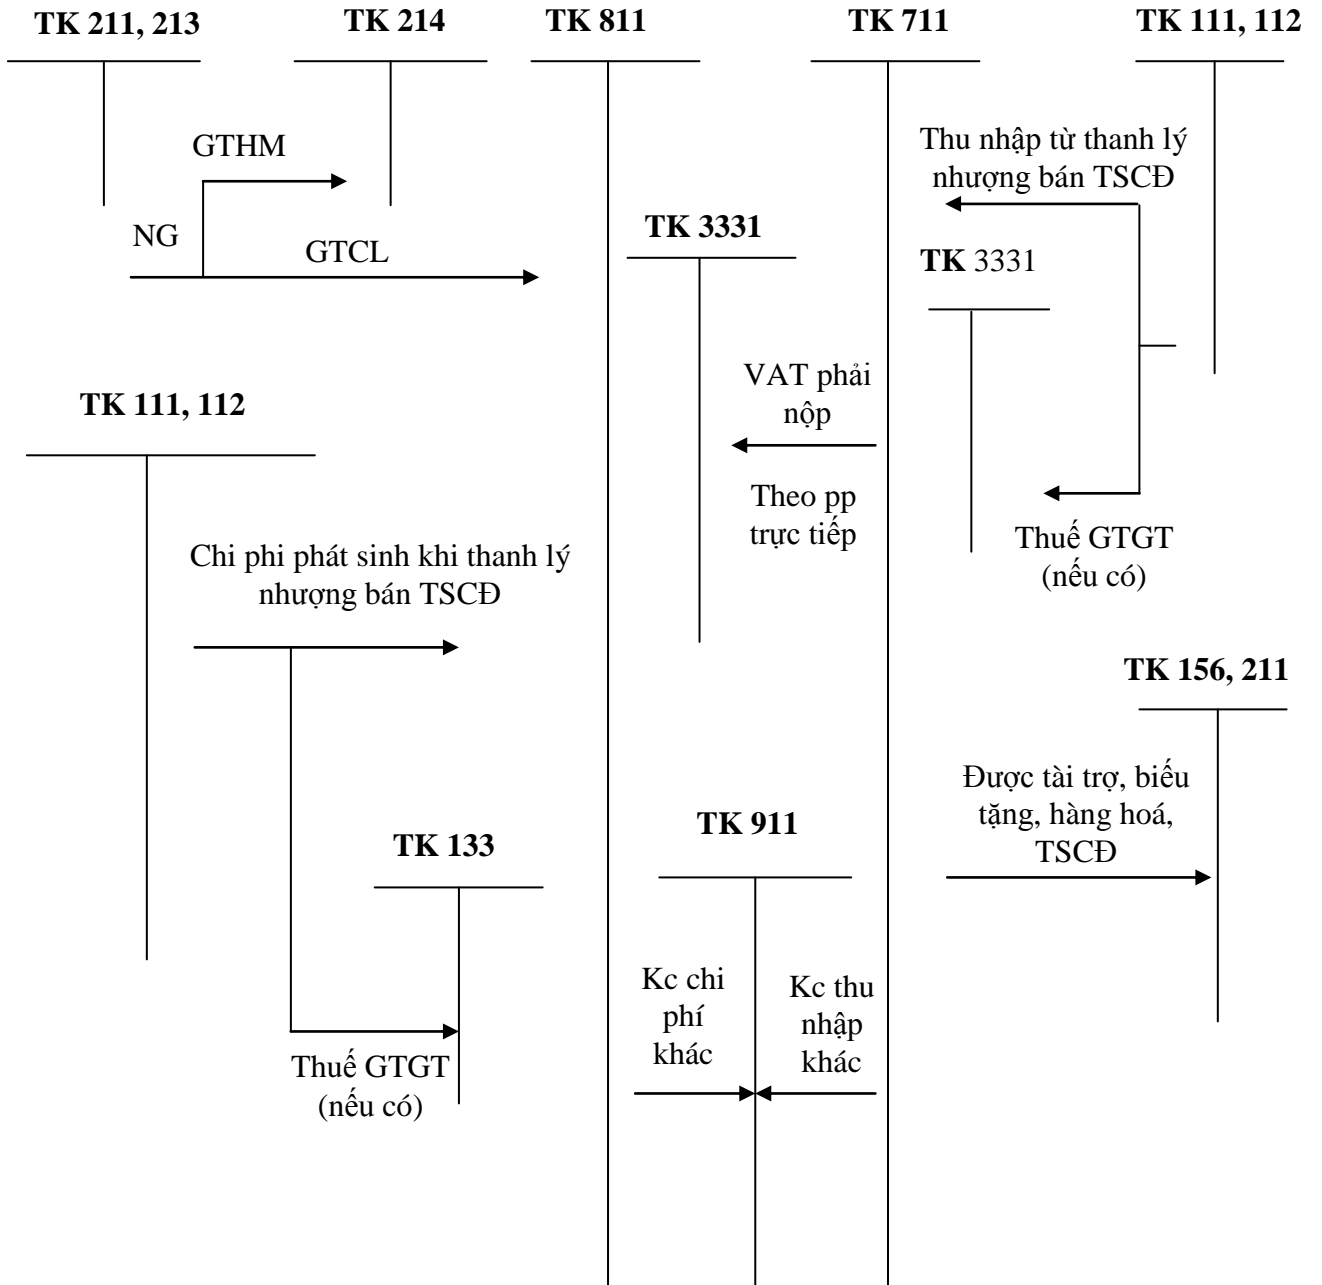 TK 211, 213
TK 214
TK 811
TK 711
TK 111, 112
GTHM
NG
GTCL
Thu nhập từ thanh lý
nhượng bán TSCĐ
TK 3331
TK 3331
VAT phải
nộp
Theo pp
trực tiếp
Thuế GTGT
(nếu có)
TK 111, 112
Chi phi phát sinh khi thanh lý
nhượng bán TSCĐ
TK 156, 211
Được tài trợ, biếu
tặng, hàng hoá,
TSCĐ
TK 911
TK 133
Kc chi
phí
khác
Kc thu
nhập
khác
Thuế GTGT
(nếu có)